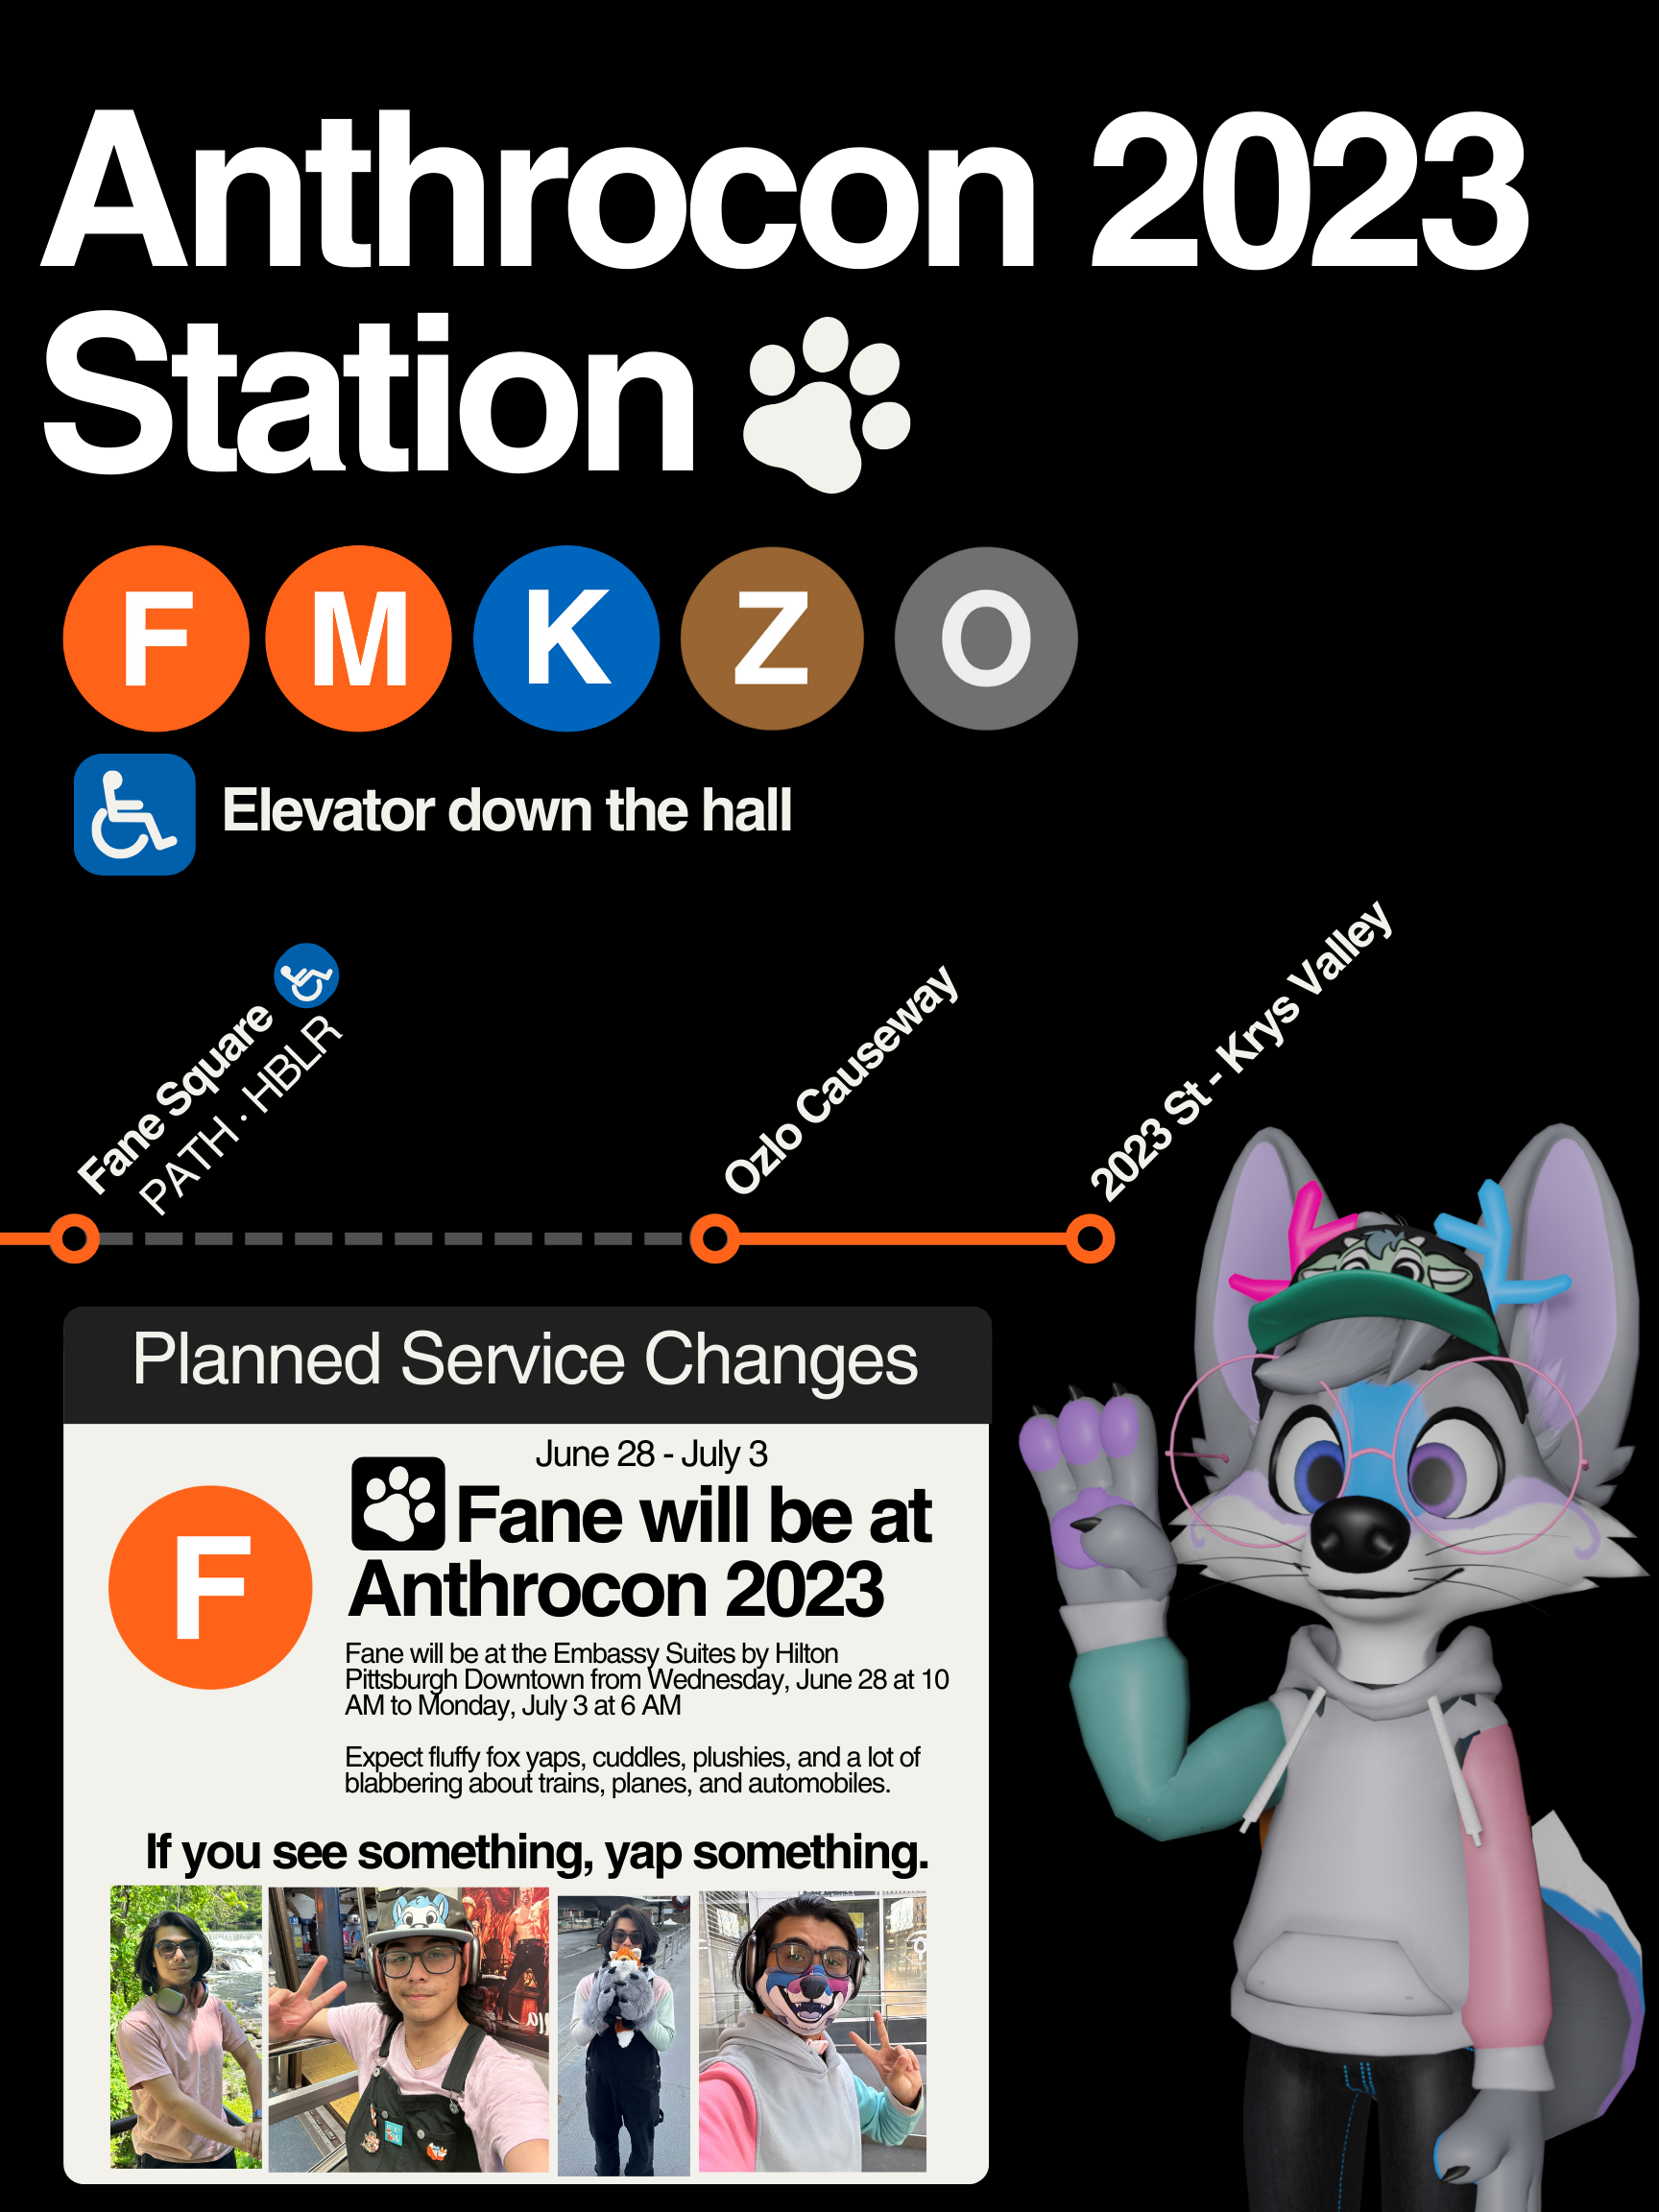 Anthrocon 2023
Station
F M K Z O
Elevator down the hall
Fane Square
PATH · HBLR
Ozlo Causeway
2023 St - Krys Valley
Planned Service Changes
June 28 - July 3
F
Fane will be at
Anthrocon 2023
Fane will be at the Embassy Suites by Hilton
Pittsburgh Downtown from Wednesday, June 28 at 10
AM to Monday, July 3 at 6 AM
Expect fluffy fox yaps, cuddles, plushies, and a lot of
blabbering about trains, planes, and automobiles.
If you see something, yap something.